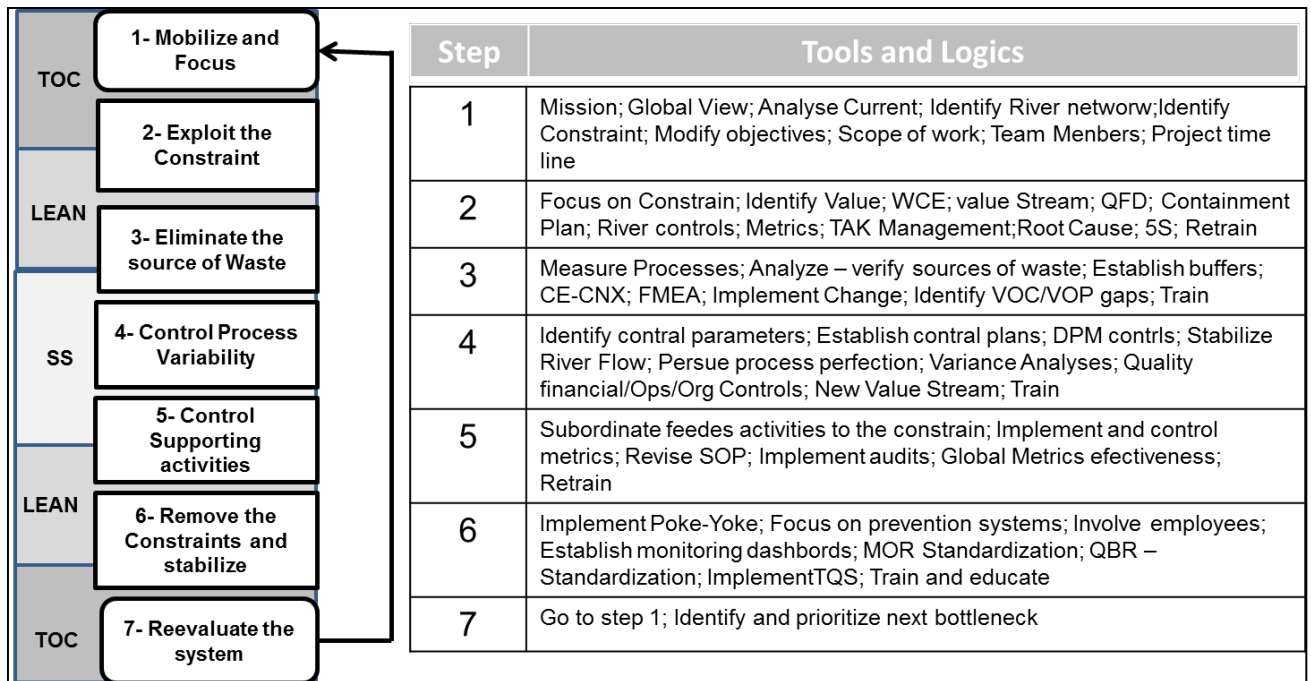 TOC
1- Mobilize and
Focus
2- Exploit the
Constraint
LEAN
3- Eliminate the
source of Waste
SS
4- Control Process
Variability
5- Control
Supporting
activities
LEAN
6- Remove the
Constraints and
stabilize
TOC
7- Reevaluate the
system
Step Tools and Logics
1 Mission; Global View; Analyse Current; Identify River networw;Identify
Constraint; Modify objectives; Scope of work; Team Menbers; Project time
line
2 Focus on Constrain; Identify Value; WCE; value Stream; QFD; Containment
Plan; River controls; Metrics; TAK Management;Root Cause; 5S; Retrain
3 Measure Processes; Analyze – verify sources of waste; Establish buffers;
CE-CNX; FMEA; Implement Change; Identify VOC/VOP gaps; Train
4 Identify contral parameters; Establish contral plans; DPM contrls; Stabilize
River Flow; Persue process perfection; Variance Analyses; Quality
financial/Ops/Org Controls; New Value Stream; Train
5 Subordinate feedes activities to the constrain; Implement and control
metrics; Revise SOP; Implement audits; Global Metrics efectiveness;
Retrain
6 Implement Poke-Yoke; Focus on prevention systems; Involve employees;
Establish monitoring dashbords; MOR Standardization; QBR –
Standardization; ImplementTQS; Train and educate
7 Go to step 1; Identify and prioritize next bottleneck